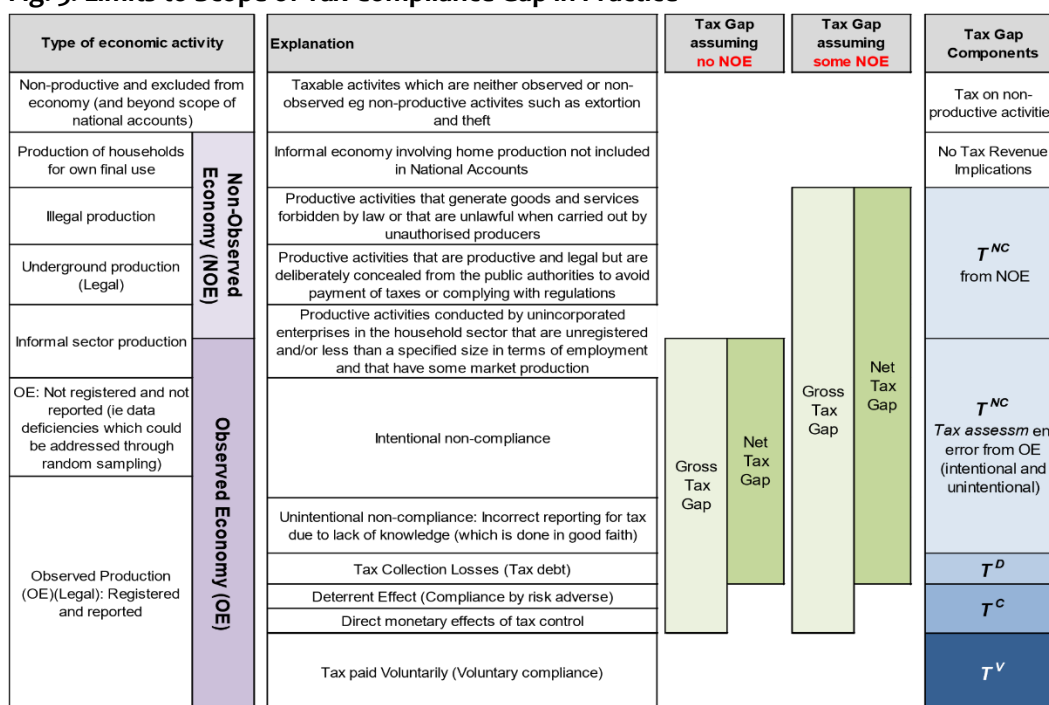 Fig. 9: Limits to Scope of Tax Compliance Gap in Practice
Type of economic activity
Explanation
Tax Gap
assuming
no NOE
Tax Gap
assuming
some NOE
Tax Gap
Components
Non-productive and excluded from
economy (and beyond scope of
national accounts)
Taxable activites which are neither observed or non-
observed eg non-productive activites such as extortion
and theft
Tax on non-
productive activitie
Production of households
for own final use
Informal economy involving home production not included
in National Accounts
No Tax Revenue
Implications
Non-Observed
Economy (NOE)
Illegal production
Productive activities that generate goods and services
forbidden by law or that are unlawful when carried out by
unauthorised producers
T NC
from NOE
Underground production
(Legal)
Productive activities that are productive and legal but are
deliberately concealed from the public authorities to avoid
payment of taxes or complying with regulations
Informal sector production
Productive activities conducted by unincorporated
enterprises in the household sector that are unregistered
and/or less than a specified size in terms of employment
and that have some market production
OE: Not registered and not
reported (ie data
deficiencies which could
be addressed through
random sampling)
Observed Economy (OE)
Intentional non-compliance
Gross
Tax
Gap
Net
Tax
Gap
Gross
Tax
Gap
Net
Tax
Gap
T NC
Tax assessm en
error from OE
(intentional and
unintentional)
Unintentional non-compliance: Incorrect reporting for tax
due to lack of knowledge (which is done in good faith)
Observed Production
(OE)(Legal): Registered
and reported
Tax Collection Losses (Tax debt)
T D
Deterrent Effect (Compliance by risk adverse)
Direct monetary effects of tax control
T C
Tax paid Voluntarily (Voluntary compliance)
T V